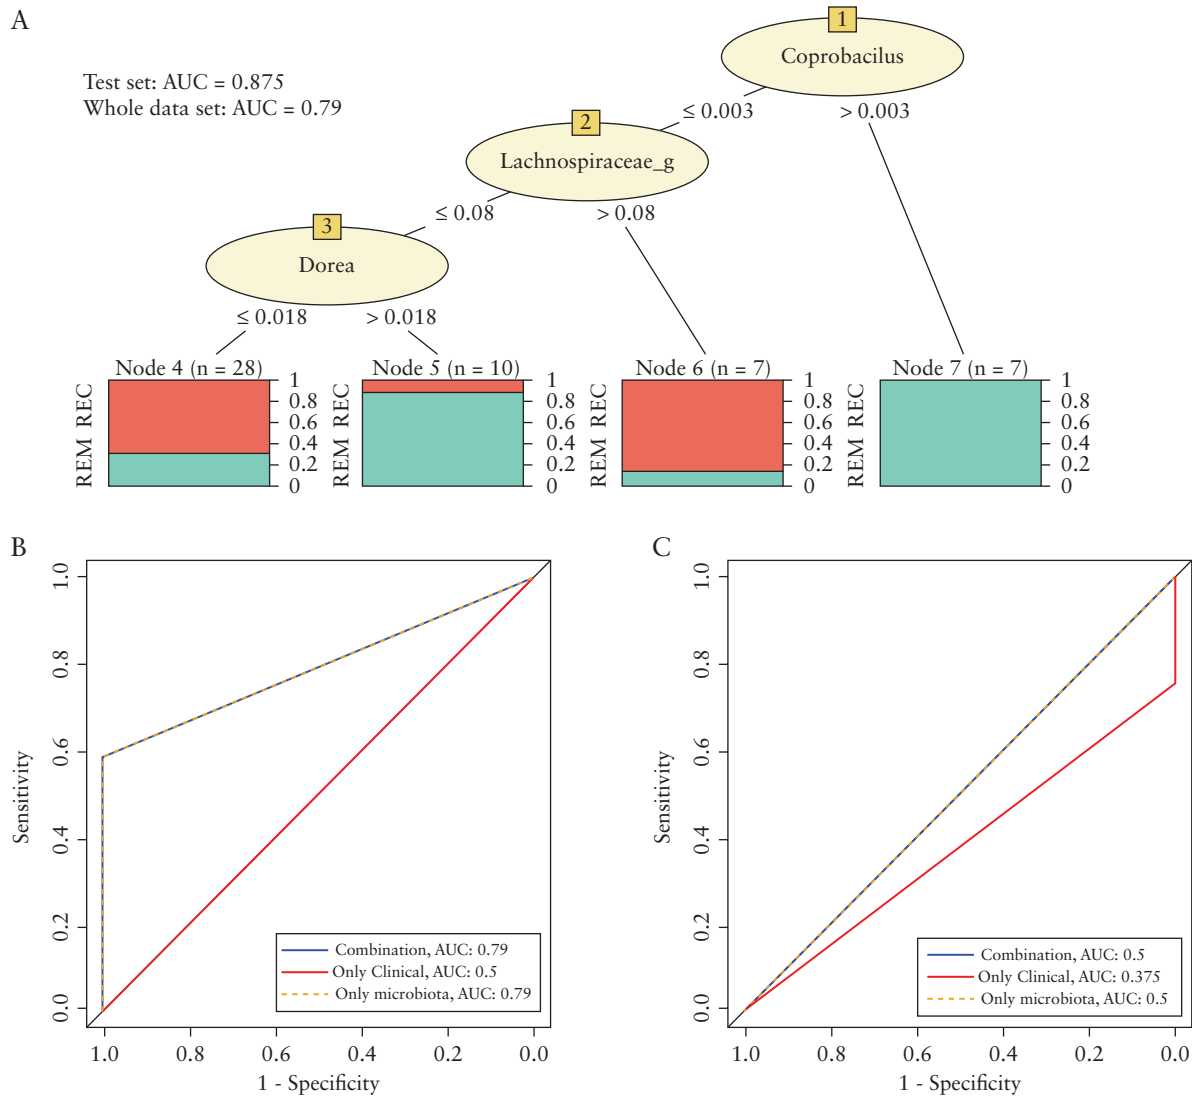 A
Test set: AUC = 0.875
Whole data set: AUC = 0.79
1
Coprobacilus
≤ 0.003
> 0.003
2
Lachnospiraceae_g
≤ 0.08
> 0.08
3
Dorea
≤ 0.018
> 0.018
Node 4 (n = 28)
REM REC
1
0.8
0.6
0.4
0.2
0
Node 5 (n = 10)
REM REC
1
0.8
0.6
0.4
0.2
0
Node 6 (n = 7)
REM REC
1
0.8
0.6
0.4
0.2
0
Node 7 (n = 7)
REM REC
1
0.8
0.6
0.4
0.2
0
B
Sensitivity
1.0
0.8
0.6
0.4
0.2
0.0
Combination, AUC: 0.79
Only Clinical, AUC: 0.5
Only microbiota, AUC: 0.79
1.0 0.8 0.6 0.4 0.2 0.0
1 - Specificity
C
Sensitivity
1.0
0.8
0.6
0.4
0.2
0.0
Combination, AUC: 0.5
Only Clinical, AUC: 0.375
Only microbiota, AUC: 0.5
1.0 0.8 0.6 0.4 0.2 0.0
1 - Specificity